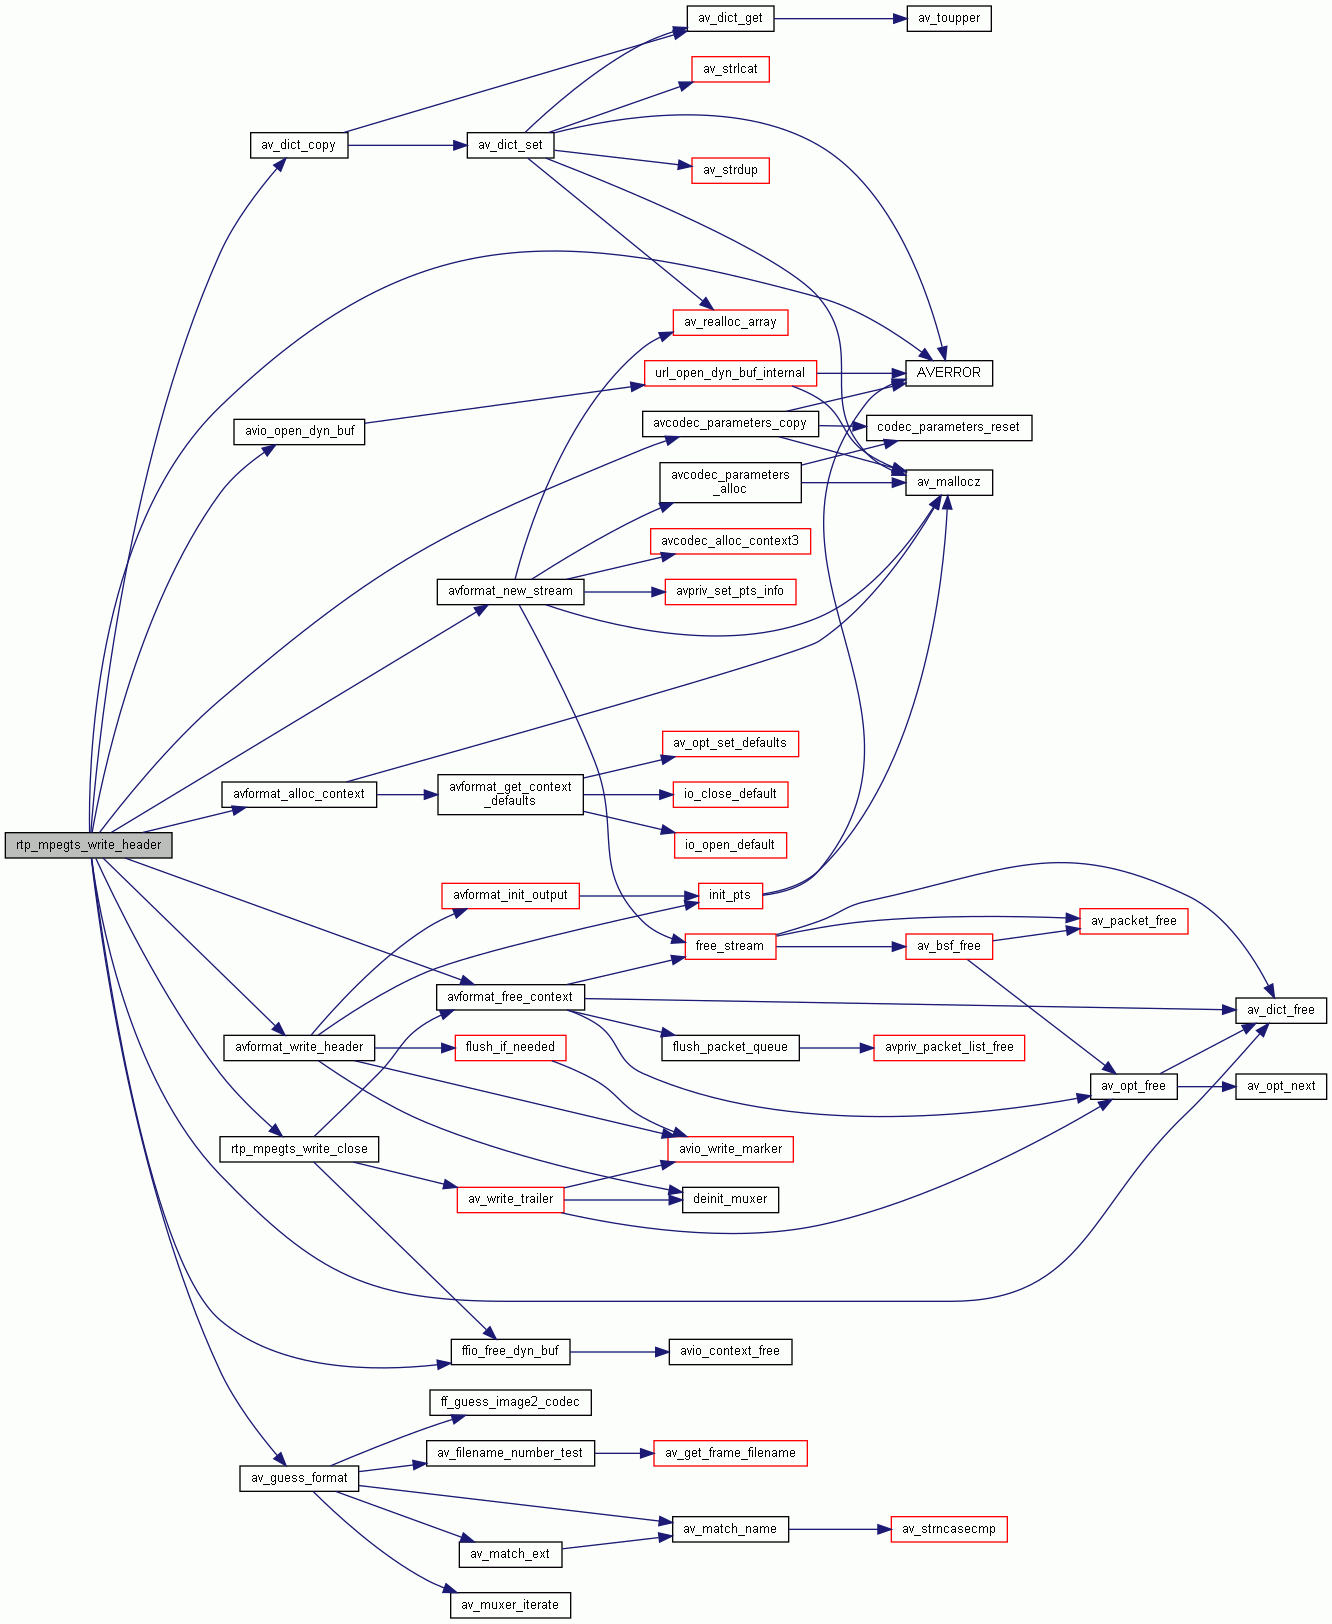 av_dict_get
av_toupper
av_strlcat
av_dict_copy
av_dict_set
av_strdup
av_realloc_array
url_open_dyn_buf_internal
AVERROR
avcodec_parameters_copy
codec_parameters_reset
avio_open_dyn_buf
avcodec_parameters
_alloc
av_mallocz
avcodec_alloc_context3
avformat_new_stream
avpriv_set_pts_info
av_opt_set_defaults
avformat_alloc_context
avformat_get_context
_defaults
io_close_default
rtp_mpegts_write_header
io_open_default
avformat_init_output
init_pts
av_packet_free
free_stream
av_bsf_free
avformat_free_context
av_dict_free
avformat_write_header
flush_if_needed
flush_packet_queue
avpriv_packet_list_free
av_opt_free
av_opt_next
rtp_mpegts_write_close
avio_write_marker
av_write_trailer
deinit_muxer
ffio_free_dyn_buf
avio_context_free
ff_guess_image2_codec
av_filename_number_test
av_get_frame_filename
av_guess_format
av_match_name
av_strncasecmp
av_match_ext
av_muxer_iterate